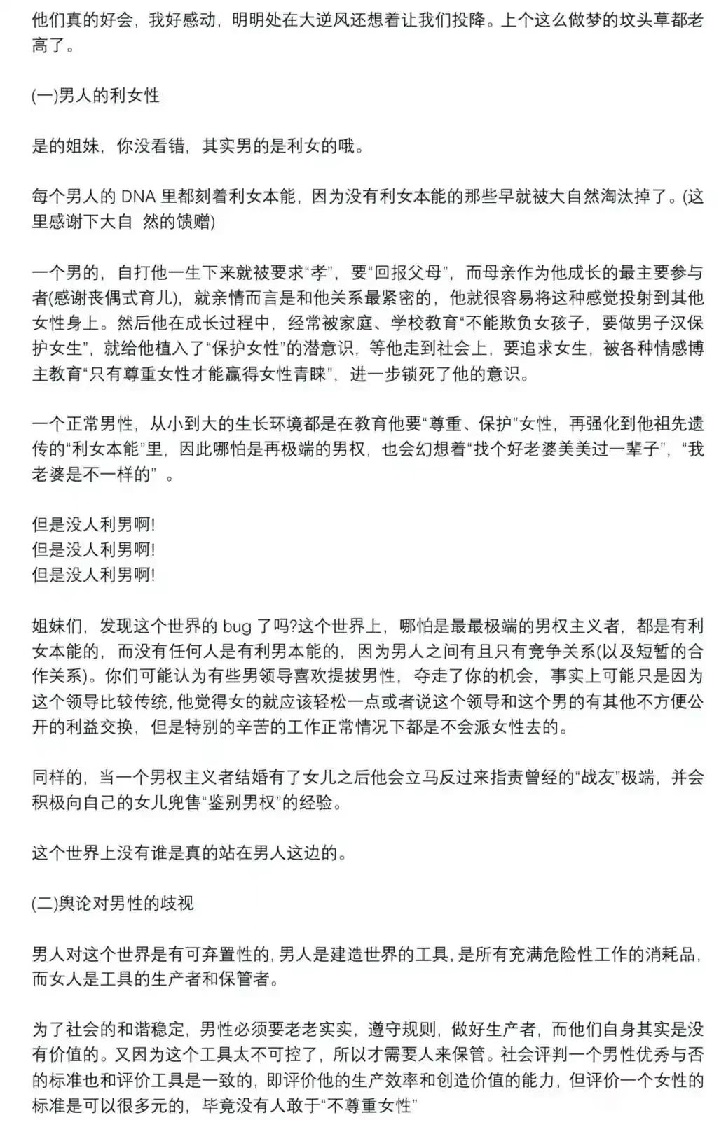 他们真的好会，我好感动，明明处在大逆风还想着让我们投降。上个这么做梦的坟头草都老
高了。
(一)男人的利女性
是的姐妹，你没看错，其实男的是利女的哦。
每个男人的 DNA 里都刻着利女本能，因为没有利女本能的那些早就被大自然淘汰掉了。(这
里感谢下大自 然的馈赠)
一个男的，自打他一生下来就被要求“孝”，要“回报父母”，而母亲作为他成长的最主要参与
者(感谢丧偶式育儿)，就亲情而言是和他关系最紧密的，他就很容易将这种感觉投射到其他
女性身上。然后他在成长过程中，经常被家庭、学校教育“不能欺负女孩子，要做男子汉保
护女生”，就给他植入了“保护女性”的潜意识，等他走到社会上，要追求女生，被各种情感博
主教育“只有尊重女性才能赢得女性青睐”，进一步锁死了他的意识。
一个正常男性，从小到大的生长环境都是在教育他要“尊重、保护”女性，再强化到他祖先遗
传的“利女本能”里，因此哪怕是再极端的男权，也会幻想着“找个好老婆美美过一辈子”，“我
老婆是不一样的” 。
但是没人利男啊!
但是没人利男啊!
但是没人利男啊!
姐妹们，发现这个世界的 bug 了吗?这个世界上，哪怕是最最极端的男权主义者，都是有利
女本能的，而没有任何人是有利男本能的，因为男人之间有且只有竞争关系(以及短暂的合
作关系)。你们可能认为有些男领导喜欢提拔男性，夺走了你的机会，事实上可能只是因为
这个领导比较传统,他觉得女的就应该轻松一点或者说这个领导和这个男的有其他不方便公
开的利益交换，但是特别的辛苦的工作正常情况下都是不会派女性去的。
同样的，当一个男权主义者结婚有了女儿之后他会立马反过来指责曾经的“战友”极端，并会
积极向自己的女儿兜售“鉴别男权”的经验。
这个世界上没有谁是真的站在男人这边的。
(二)舆论对男性的歧视
男人对这个世界是有可弃置性的,男人是建造世界的工具,是所有充满危险性工作的消耗品，
而女人是工具的生产者和保管者。
为了社会的和谐稳定，男性必须要老老实实，遵守规则，做好生产者，而他们自身其实是没
有价值的。又因为这个工具太不可控了，所以才需要人来保管。社会评判一个男性优秀与否
的标准也和评价工具是一致的，即评价他的生产效率和创造价值的能力，但评价一个女性的
标准是可以很多元的，毕竟没有人敢于“不尊重女性”